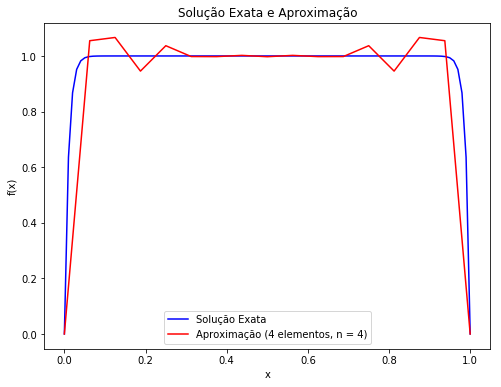 Solução Exata e Aproximação
f(x)
1.0
0.8
0.6
0.4
0.2
0.0
Solução Exata
Aproximação (4 elementos, n = 4)
0.0 0.2 0.4 0.6 0.8 1.0
x